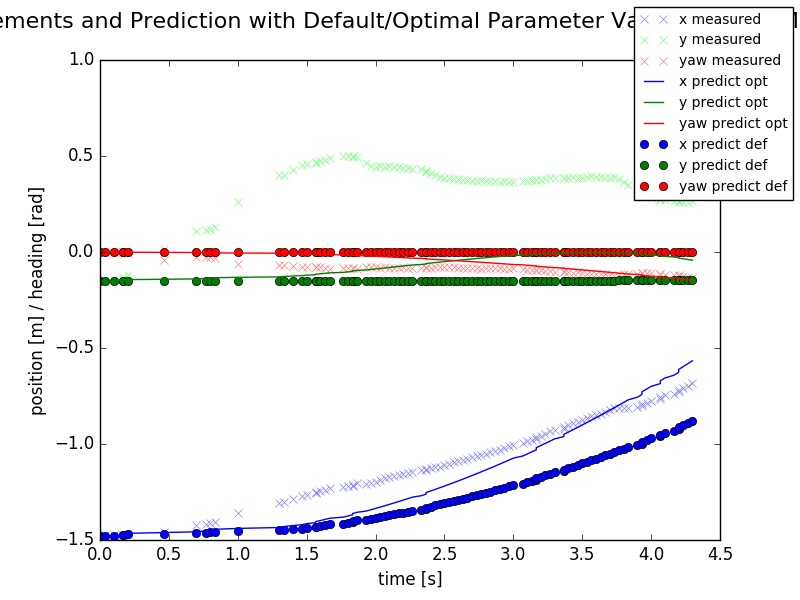 ements and Prediction with Default/Optimal Parameter Va
x measured
y measured
yaw measured
x predict opt
y predict opt
yaw predict opt
x predict def
y predict def
yaw predict def
1.0
0.5
0.0
−0.5
−1.0
−1.5
position [m] / heading [rad]
0.0 0.5 1.0 1.5 2.0 2.5 3.0 3.5 4.0 4.5
time [s]